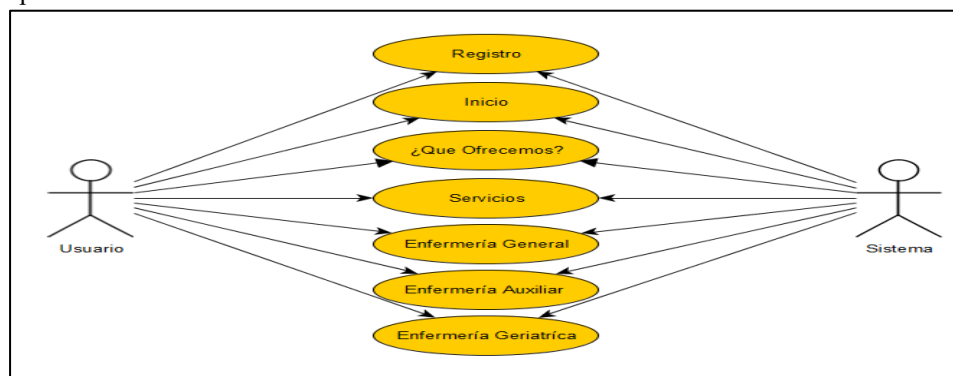 Registro
Inicio
¿Que Ofrecemos?
Servicios
Usuario
Sistema
Enfermería General
Enfermería Auxiliar
Enfermería Geriatríca